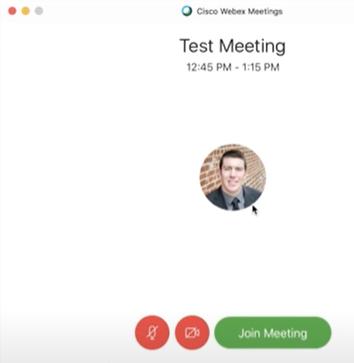 Cisco Webex Meetings
Test Meeting
12:45 PM - 1:15 PM
Join Meeting